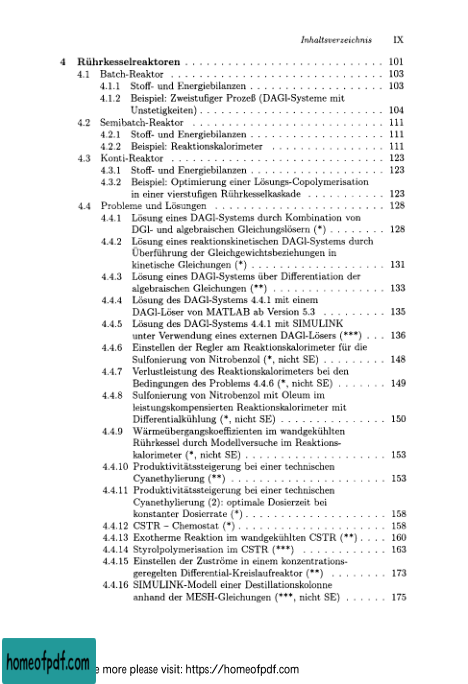 Inhaltsverzeichnis IX
4 Rührkesselreaktoren . . . . . . . . . . . . . . . . . . . . . . . . . . . . 101
4.1 Batch-Reaktor . . . . . . . . . . . . . . . . . . . . . . . . . . . . 103
4.1.1 Stoff- und Energiebilanzen . . . . . . . . . . . . . . . . . . . 103
4.1.2 Beispiel: Zweistufiger Prozeß (DAGl-Systeme mit
Unstetigkeiten) . . . . . . . . . . . . . . . . . . . . . . . . . . 104
4.2 Semibatch-Reaktor . . . . . . . . . . . . . . . . . . . . . . . . . . 111
4.2.1 Stoff- und Energiebilanzen . . . . . . . . . . . . . . . . . . . 111
4.2.2 Beispiel: Reaktionskalorimeter . . . . . . . . . . . . . . . . 111
4.3 Konti-Reaktor . . . . . . . . . . . . . . . . . . . . . . . . . . . . 123
4.3.1 Stoff- und Energiebilanzen . . . . . . . . . . . . . . . . . . . 123
4.3.2 Beispiel: Optimierung einer Lösungs-Copolymerisation
in einer vierstufigen Rührkesselkaskade . . . . . . . . . . . 123
4.4 Probleme und Lösungen . . . . . . . . . . . . . . . . . . . . . . . 128
4.4.1 Lösung eines DAGl-Systems durch Kombination von
DGl- und algebraischen Gleichungslösern (*) . . . . . . . . 128
4.4.2 Lösung eines reaktionskinetischen DAGl-Systems durch
Überführung der Gleichgewichtsbeziehungen in
kinetische Gleichungen (*) . . . . . . . . . . . . . . . . . . . 131
4.4.3 Lösung eines DAGl-Systems über Differentiation der
algebraischen Gleichungen (**) . . . . . . . . . . . . . . . . 133
4.4.4 Lösung des DAGl-Systems 4.4.1 mit einem
DAGl-Löser von MATLAB ab Version 5.3 . . . . . . . . . 135
4.4.5 Lösung des DAGl-Systems 4.4.1 mit SIMULINK
unter Verwendung eines externen DAGl-Lösers (***) . . . 136
4.4.6 Einstellen der Regler am Reaktionskalorimeter für die
Sulfonierung von Nitrobenzol (*, nicht SE) . . . . . . . . . 148
4.4.7 Verlustleistung des Reaktionskalorimeters bei den
Bedingungen des Problems 4.4.6 (*, nicht SE) . . . . . . . 149
4.4.8 Sulfonierung von Nitrobenzol mit Oleum im
leistungskompensierten Reaktionskalorimeter mit
Differentialkühlung (*, nicht SE) . . . . . . . . . . . . . . . 150
4.4.9 Wärmeübergangskoeffizienten im wandgekühlten
Rührkessel durch Modellversuche im Reaktions-
kalorimeter (*, nicht SE) . . . . . . . . . . . . . . . . . . . . 153
4.4.10 Produktivitätssteigerung bei einer technischen
Cyanethylierung (**) . . . . . . . . . . . . . . . . . . . . . . 153
4.4.11 Produktivitätssteigerung bei einer technischen
Cyanethylierung (2): optimale Dosierzeit bei
konstanter Dosierrate (*) . . . . . . . . . . . . . . . . . . . . 158
4.4.12 CSTR – Chemostat (*) . . . . . . . . . . . . . . . . . . . . . 158
4.4.13 Exotherme Reaktion im wandgekühlten CSTR (**) . . . . 160
4.4.14 Styrolpolymerisation im CSTR (***) . . . . . . . . . . . . 163
4.4.15 Einstellen der Zuströme in einem konzentrations-
geregelten Differential-Kreislaufreaktor (**) . . . . . . . . 173
4.4.16 SIMULINK-Modell einer Destillationskolonne
anhand der MESH-Gleichungen (***, nicht SE) . . . . . . 175
homeofpdf.com
e more please visit: https://homeofpdf.com